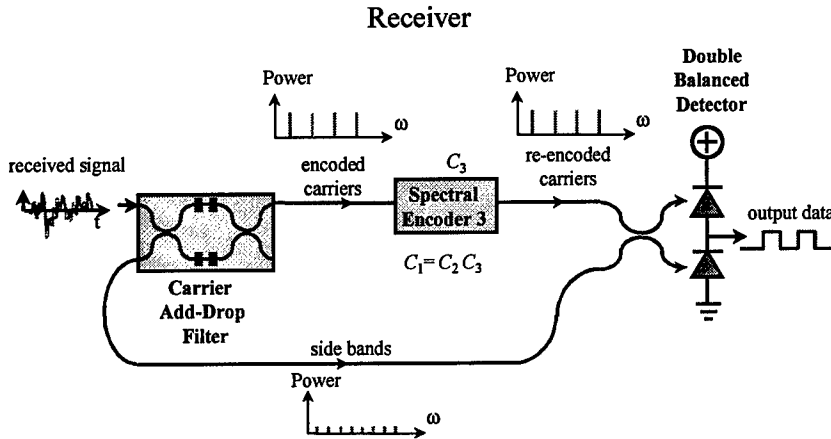 Receiver
Double
Balanced
Detector
Power
ω
Power
ω
received signal
t
encoded
carriers
C3
Spectral
Encoder 3
re-encoded
carriers
C1= C2 C3
output data
Carrier
Add-Drop
Filter
side bands
Power
ω